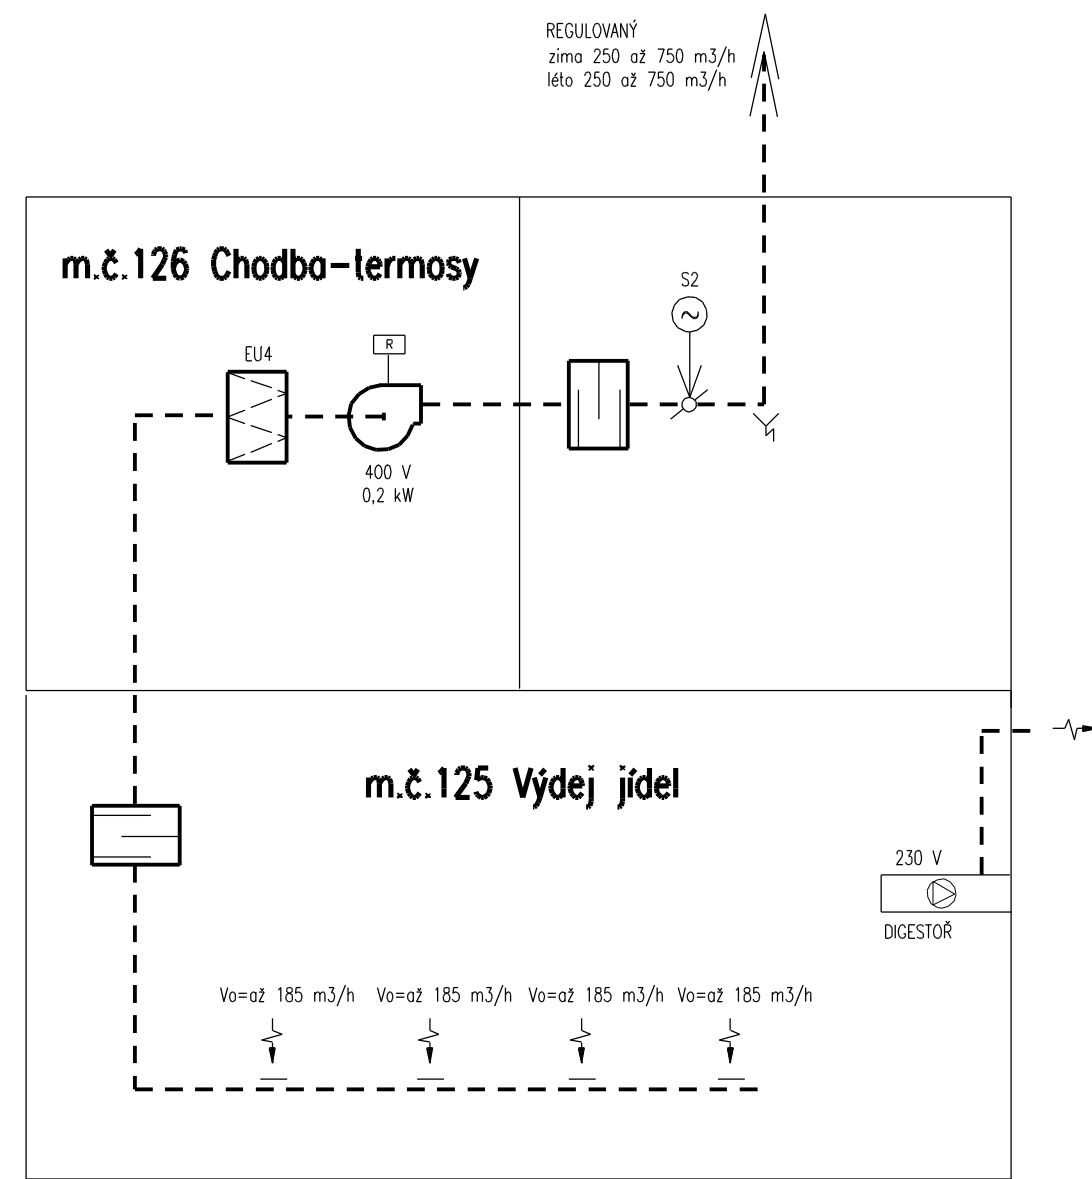 REGULOVANÝ
zima 250 až 750 m3/h
léto 250 až 750 m3/h
m.č.126 Chodba-termosy
S2
R
EU4
400 V
0,2 kW
m.č.125 Výdej jídel
230 V
DIGESTOŘ
Vo=až 185 m3/h Vo=až 185 m3/h Vo=až 185 m3/h Vo=až 185 m3/h